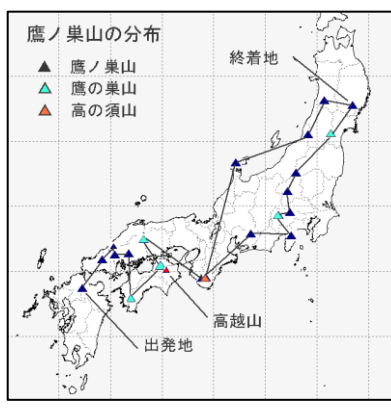 鷹ノ巣山の分布
鷹ノ巣山
鷹の巣山
高の須山
終着地
高越山
出発地